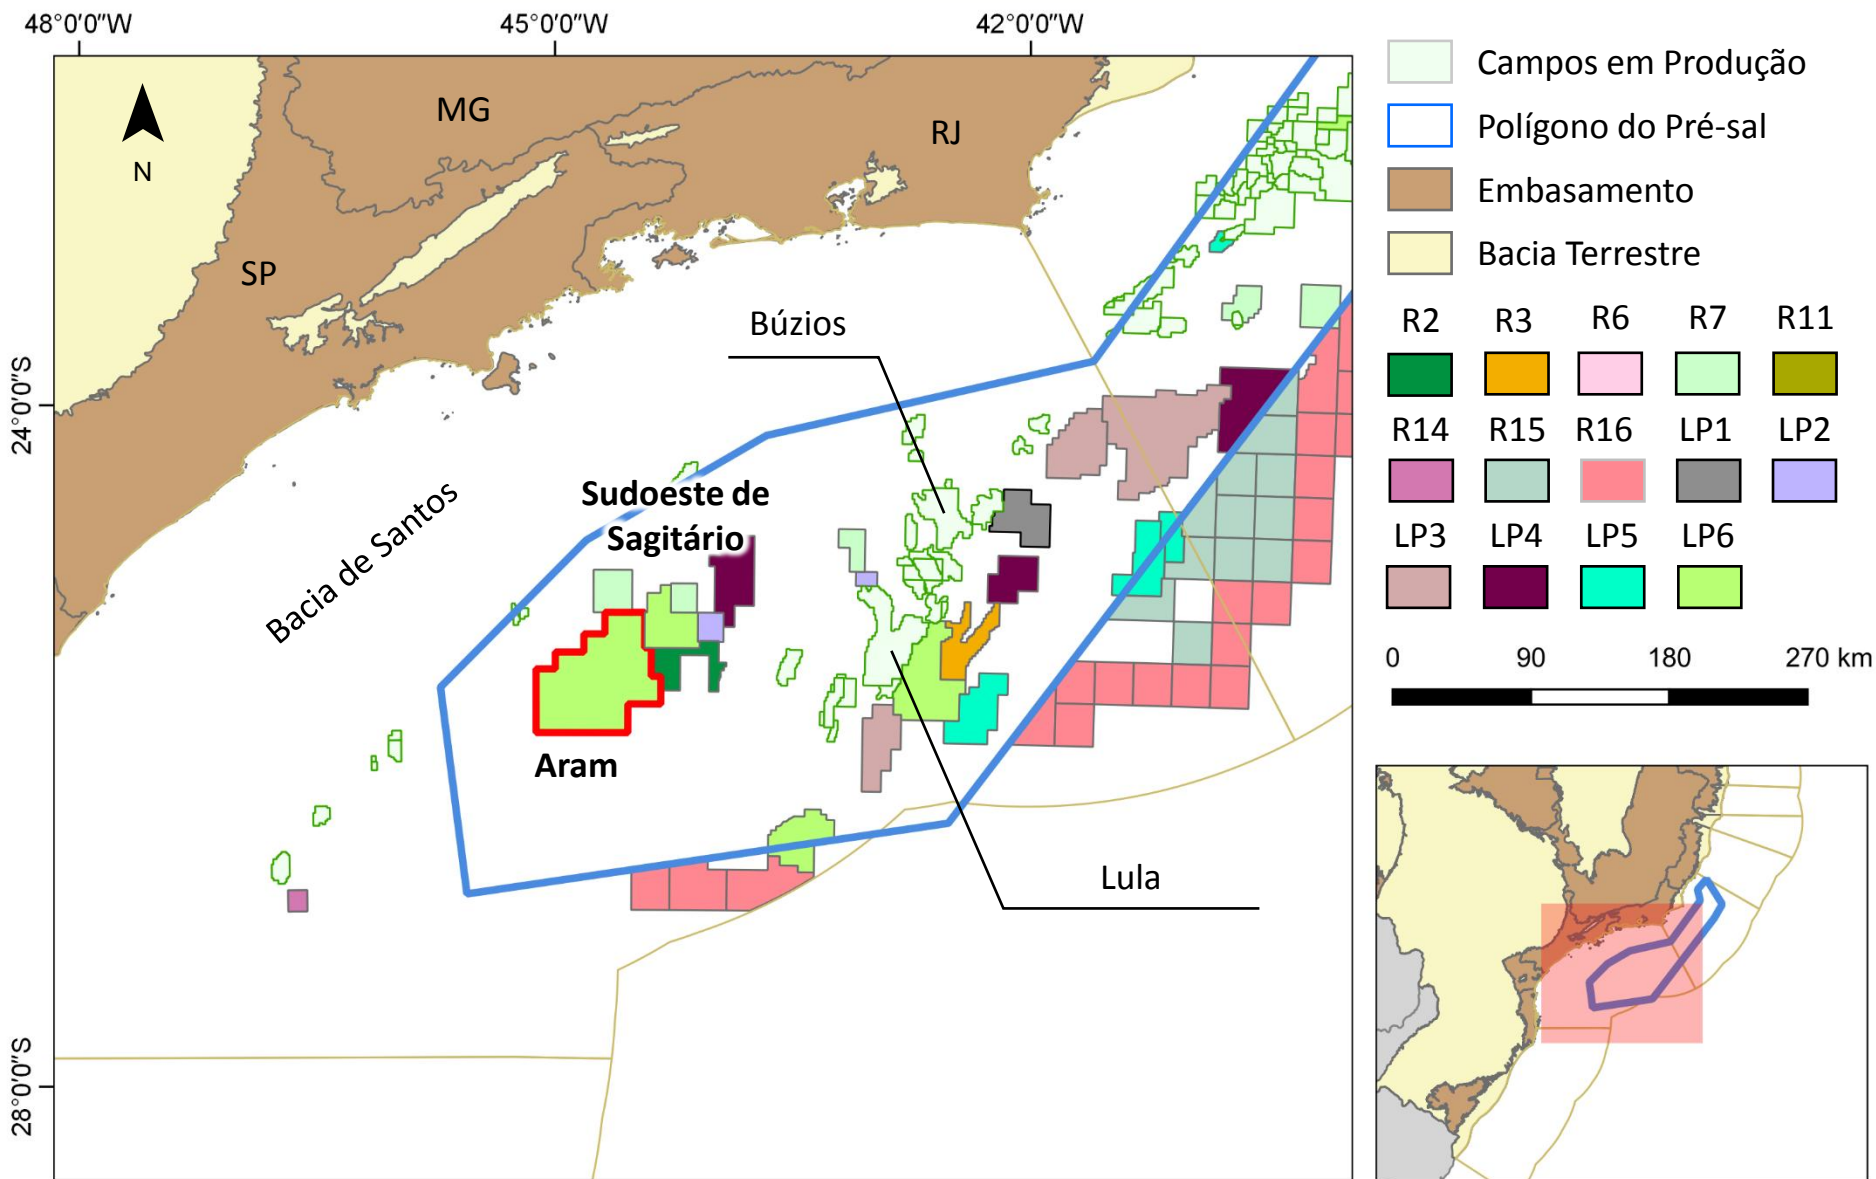 48°0'0"W 45°0'0"W 42°0'0"W
24°0'0"S
28°0'0"S
N
MG
RJ
SP
Búzios
Sudoeste de
Sagitário
Bacia de Santos
Aram
Lula
Campos em Produção
Polígono do Pré-sal
Embasamento
Bacia Terrestre
R2 R3 R6 R7 R11
R14 R15 R16 LP1 LP2
LP3 LP4 LP5 LP6
0 90 180 270 km